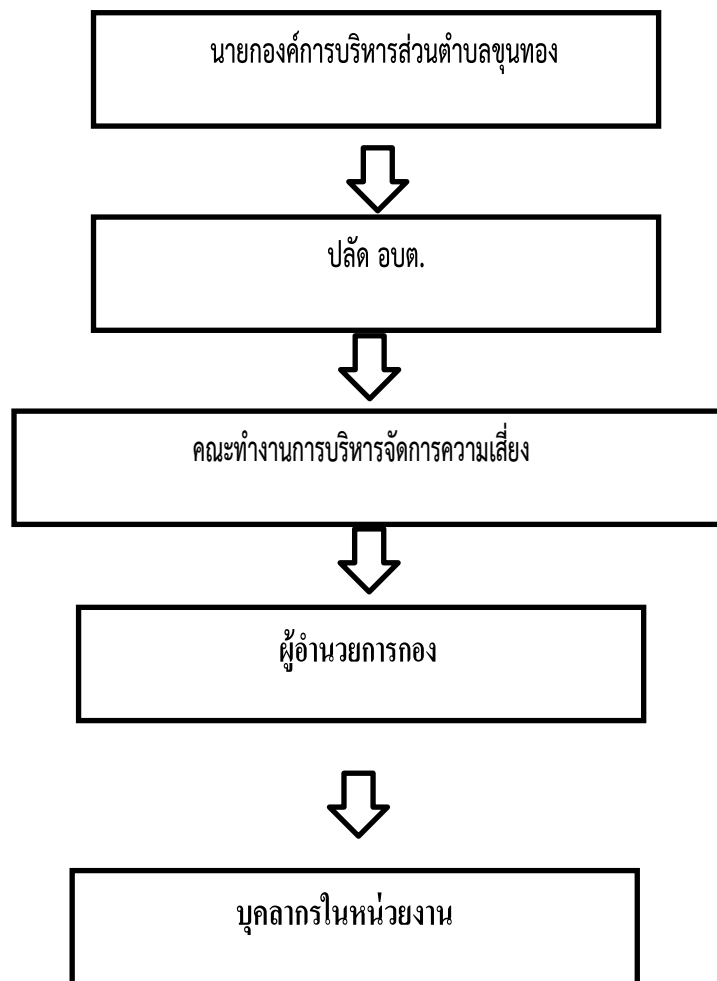 นายกองค์การบริหารส่วนตำบลขุนทอง
ปลัด อบต.
คณะทำงานการบริหารจัดการความเสี่ยง
ผู้อำนวยการกอง
บุคลากรในหน่วยงาน